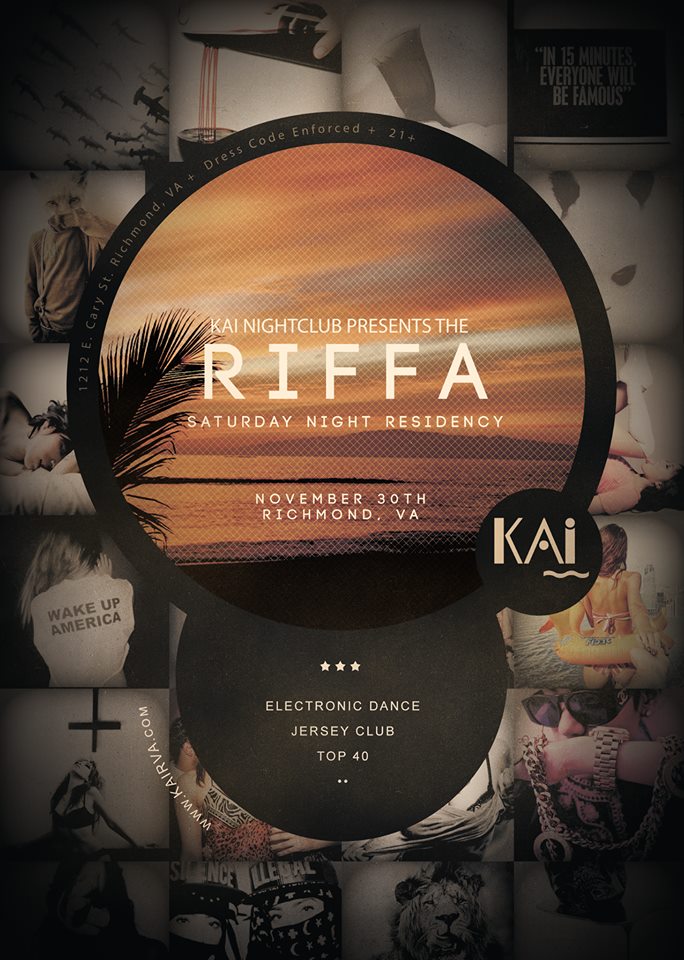 "IN 15 MINUTES,
EVERYONE WILL
BE FAMOUS"
1212 E. Cary St. Richmond, VA + Dress Code Enforced + 21+
KAI NIGHTCLUB PRESENTS THE
RIFFA
SATURDAY NIGHT RESIDENCY
NOVEMBER 30TH
RICHMOND, VA
KAi
WAKE UP
AMERICA
ELECTRONIC DANCE
JERSEY CLUB
TOP 40
WWW.KAIRVA.COM
SILENCE
ILLEGAL